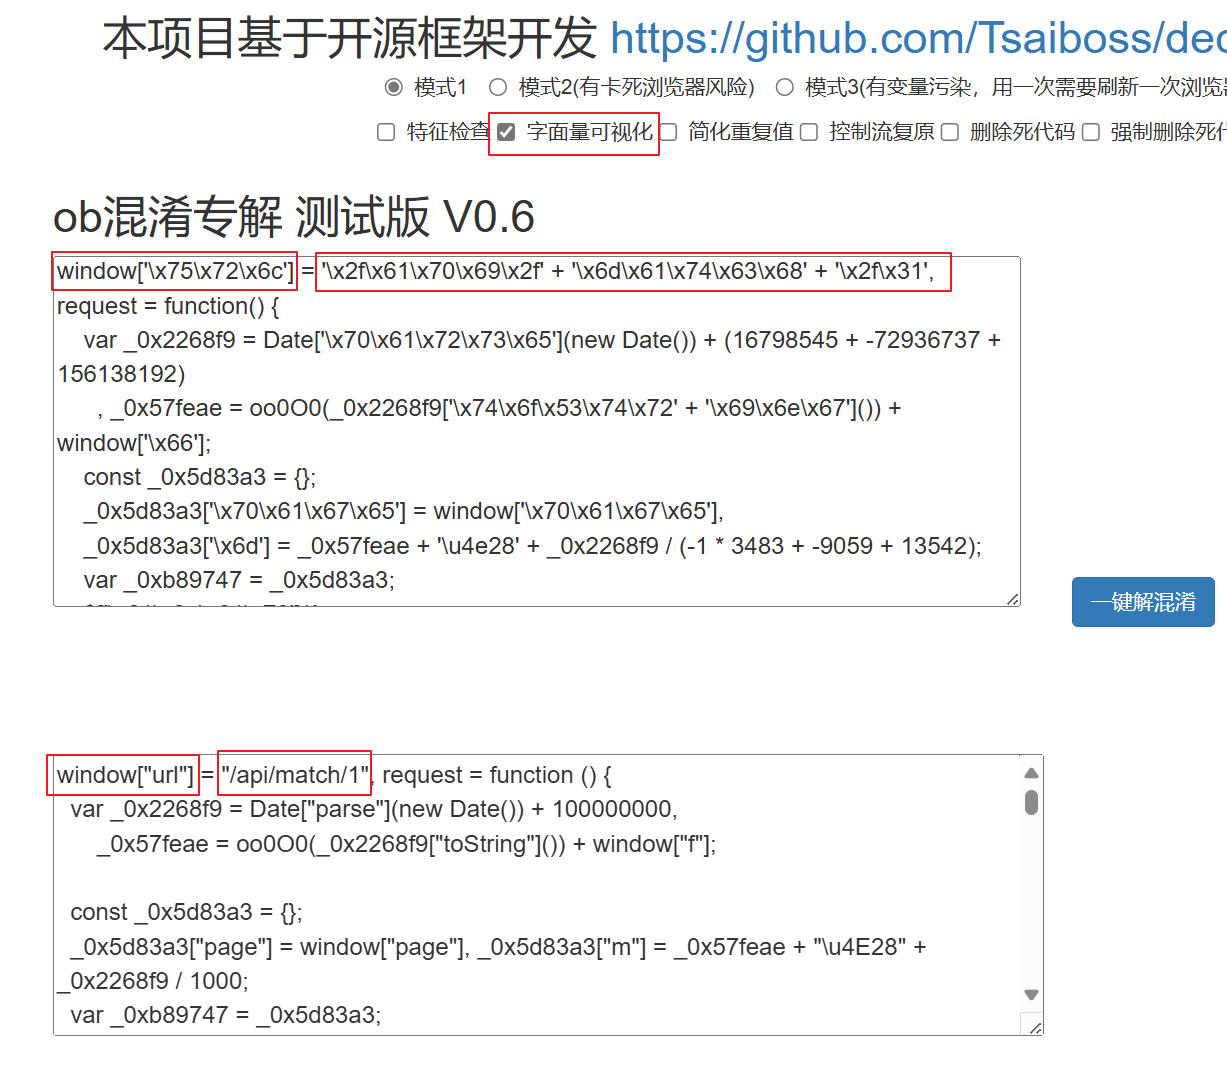 本项目基于开源框架开发 https://github.com/Tsaiboss/dec
模式1 模式2(有卡死浏览器风险) 模式3(有变量污染，用一次需要刷新一次浏览
特征检查 字面量可视化 简化重复值 控制流复原 删除死代码 强制删除死代
ob混淆专解 测试版 V0.6
window['\x75\x72\x6c'] = '\x2f\x61\x70\x69\x2f' + '\x6d\x61\x74\x63\x68' + '\x2f\x31',
request = function() {
var _0x2268f9 = Date['\x70\x61\x72\x73\x65'](new Date()) + (16798545 + -72936737 +
156138192)
, _0x57feae = oo0O0(_0x2268f9['\x74\x6f\x53\x74\x72' + '\x69\x6e\x67']()) +
window['\x66'];
const _0x5d83a3 = {};
_0x5d83a3['\x70\x61\x67\x65'] = window['\x70\x61\x67\x65'],
_0x5d83a3['\x6d'] = _0x57feae + '\u4e28' + _0x2268f9 / (-1 * 3483 + -9059 + 13542);
var _0xb89747 = _0x5d83a3;
一键解混淆
window["url"] = "/api/match/1", request = function () {
var _0x2268f9 = Date["parse"](new Date()) + 100000000,
_0x57feae = oo0O0(_0x2268f9["toString"]()) + window["f"];
const _0x5d83a3 = {};
_0x5d83a3["page"] = window["page"], _0x5d83a3["m"] = _0x57feae + "\u4E28" +
_0x2268f9 / 1000;
var _0xb89747 = _0x5d83a3;